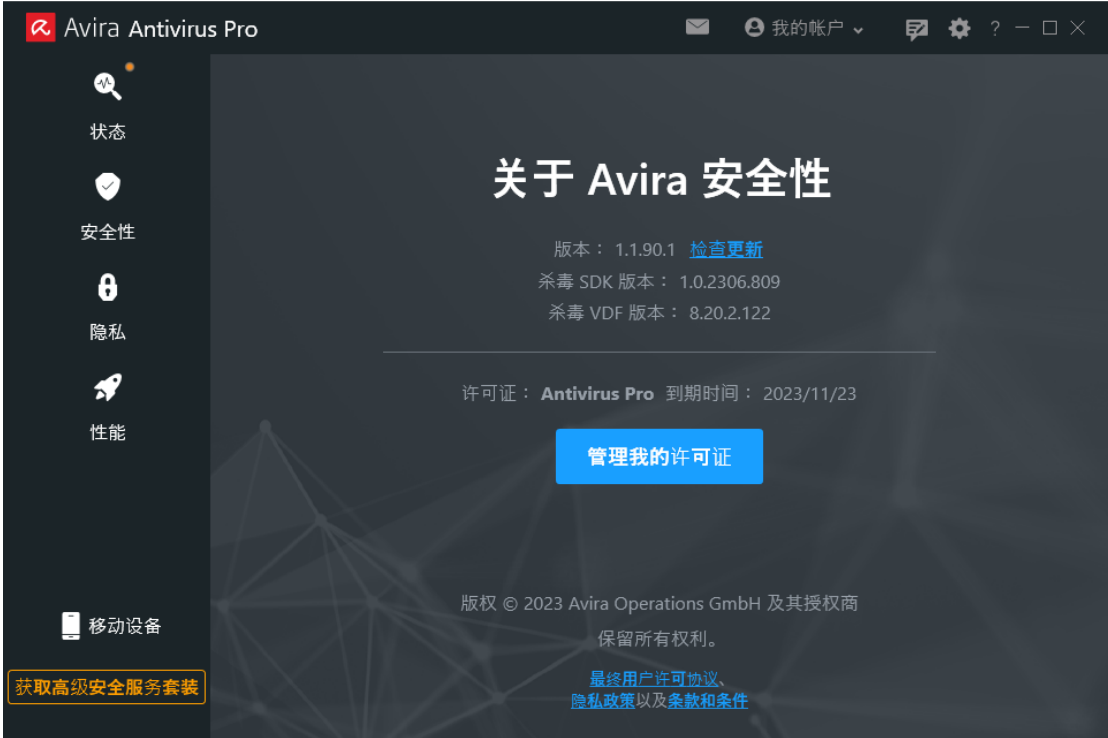 Avira Antivirus Pro
我的帐户
?
状态
安全性
隐私
性能
移动设备
获取高级安全服务套装
关于 Avira 安全性
版本： 1.1.90.1 检查更新
杀毒 SDK 版本： 1.0.2306.809
杀毒 VDF 版本： 8.20.2.122
许可证： Antivirus Pro 到期时间： 2023/11/23
管理我的许可证
版权 © 2023 Avira Operations GmbH 及其授权商
保留所有权利。
最终用户许可协议、
隐私政策以及条款和条件